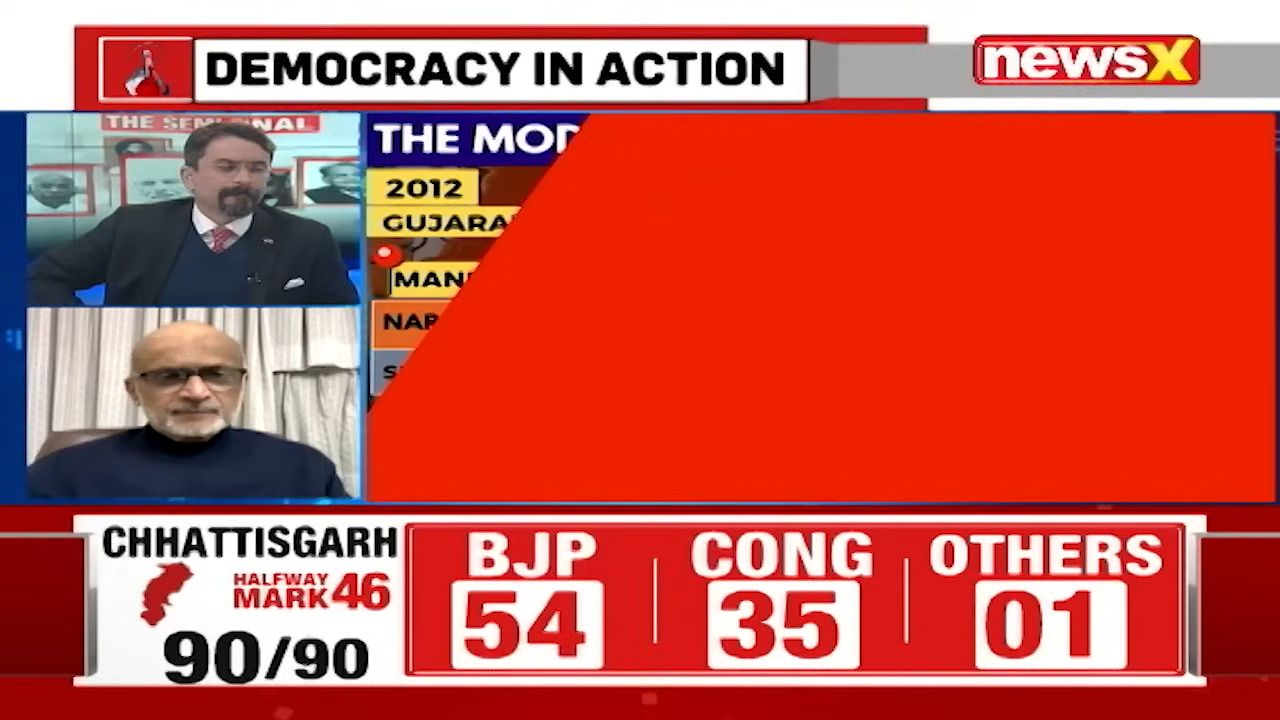 DEMOCRACY IN ACTION
newsX
THE SEMI
THE MOD
2012
GUJARA
MAN
NAR
CHHATTISGARH
HALFWAY
MARK 46
90/90
BJP
54
CONG
35
OTHERS
01